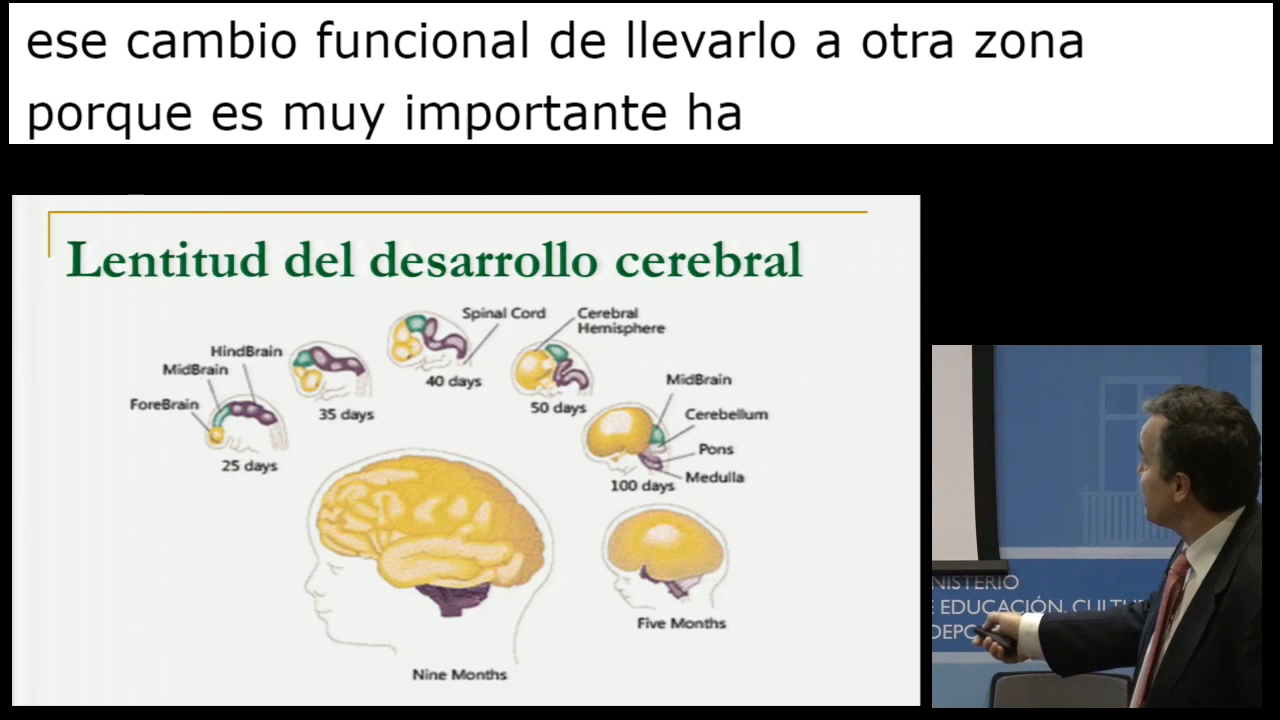 ese cambio funcional de llevarlo a otra zona
porque es muy importante ha
Lentitud del desarrollo cerebral
Spinal Cord
Cerebral
Hemisphere
HindBrain
MidBrain
ForeBrain
25 days
35 days
40 days
50 days
MidBrain
Cerebellum
Pons
Medulla
100 days
Five Months
Nine Months
NISTERIO
EDUCACIÓN, CULTU
DEPO